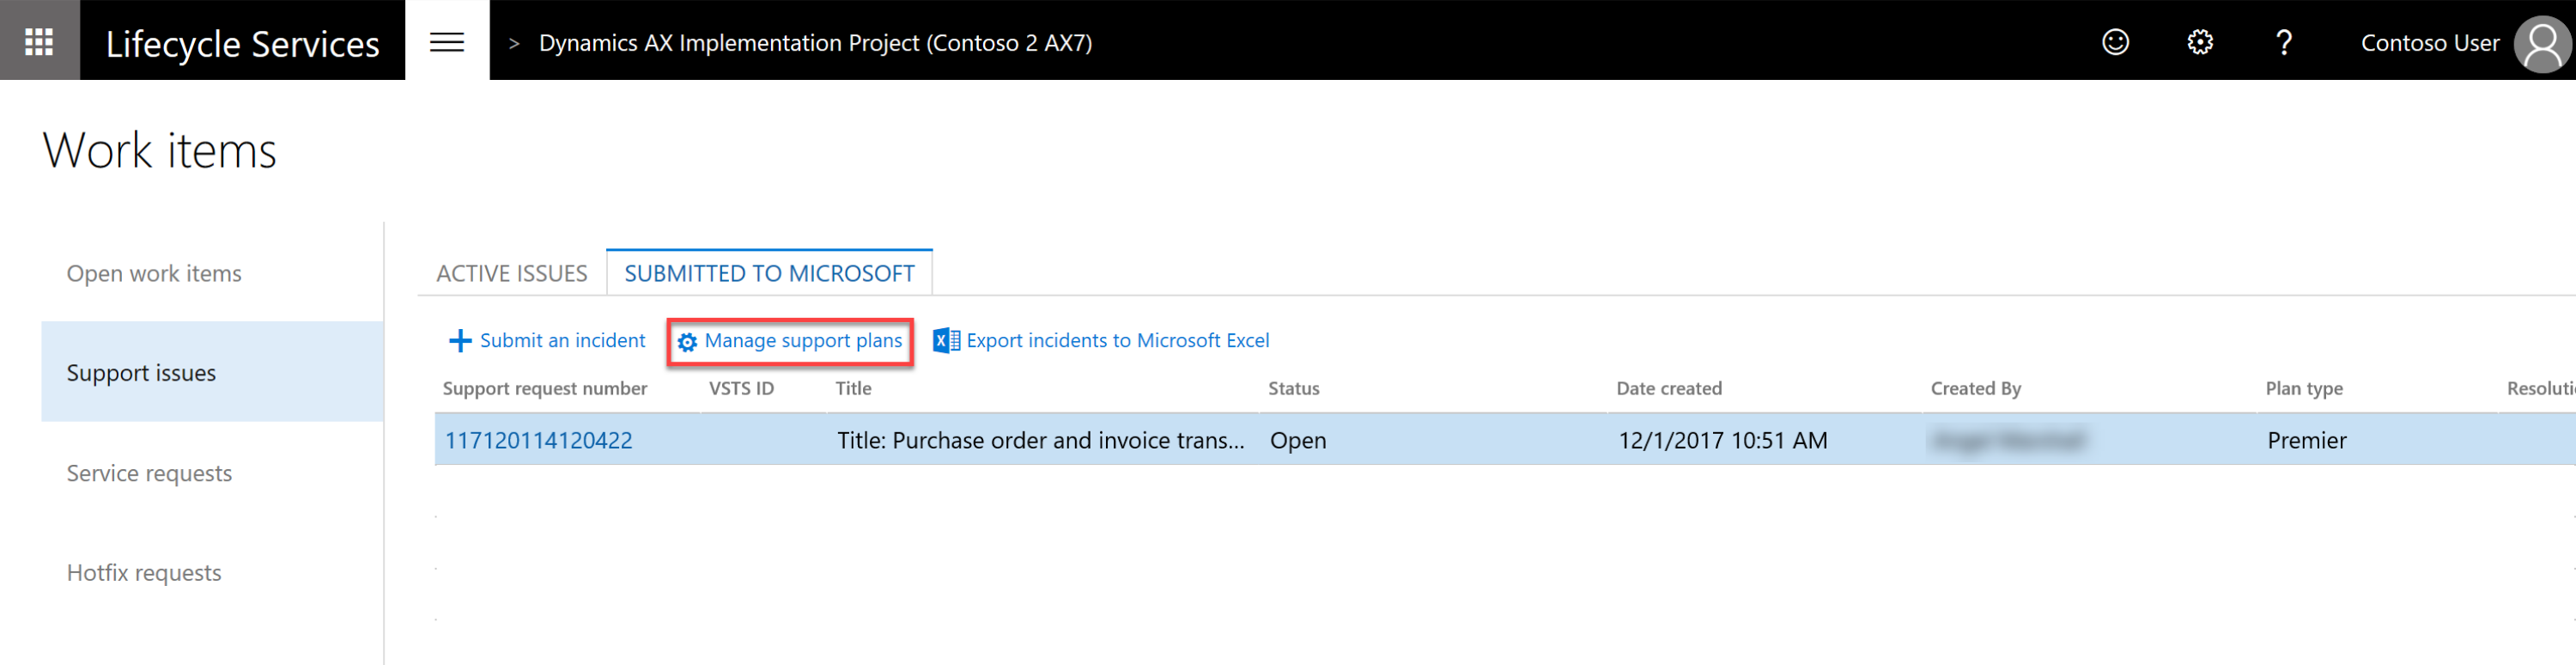 Lifecycle Services > Dynamics AX Implementation Project (Contoso 2 AX7) ? Contoso User
Work items
Open work items
Support issues
Service requests
Hotfix requests
ACTIVE ISSUES SUBMITTED TO MICROSOFT
Submit an incident Manage support plans Export incidents to Microsoft Excel
Support request number VSTS ID Title Status Date created Created By Plan type Resoluti
117120114120422 Title: Purchase order and invoice trans... Open 12/1/2017 10:51 AM Premier